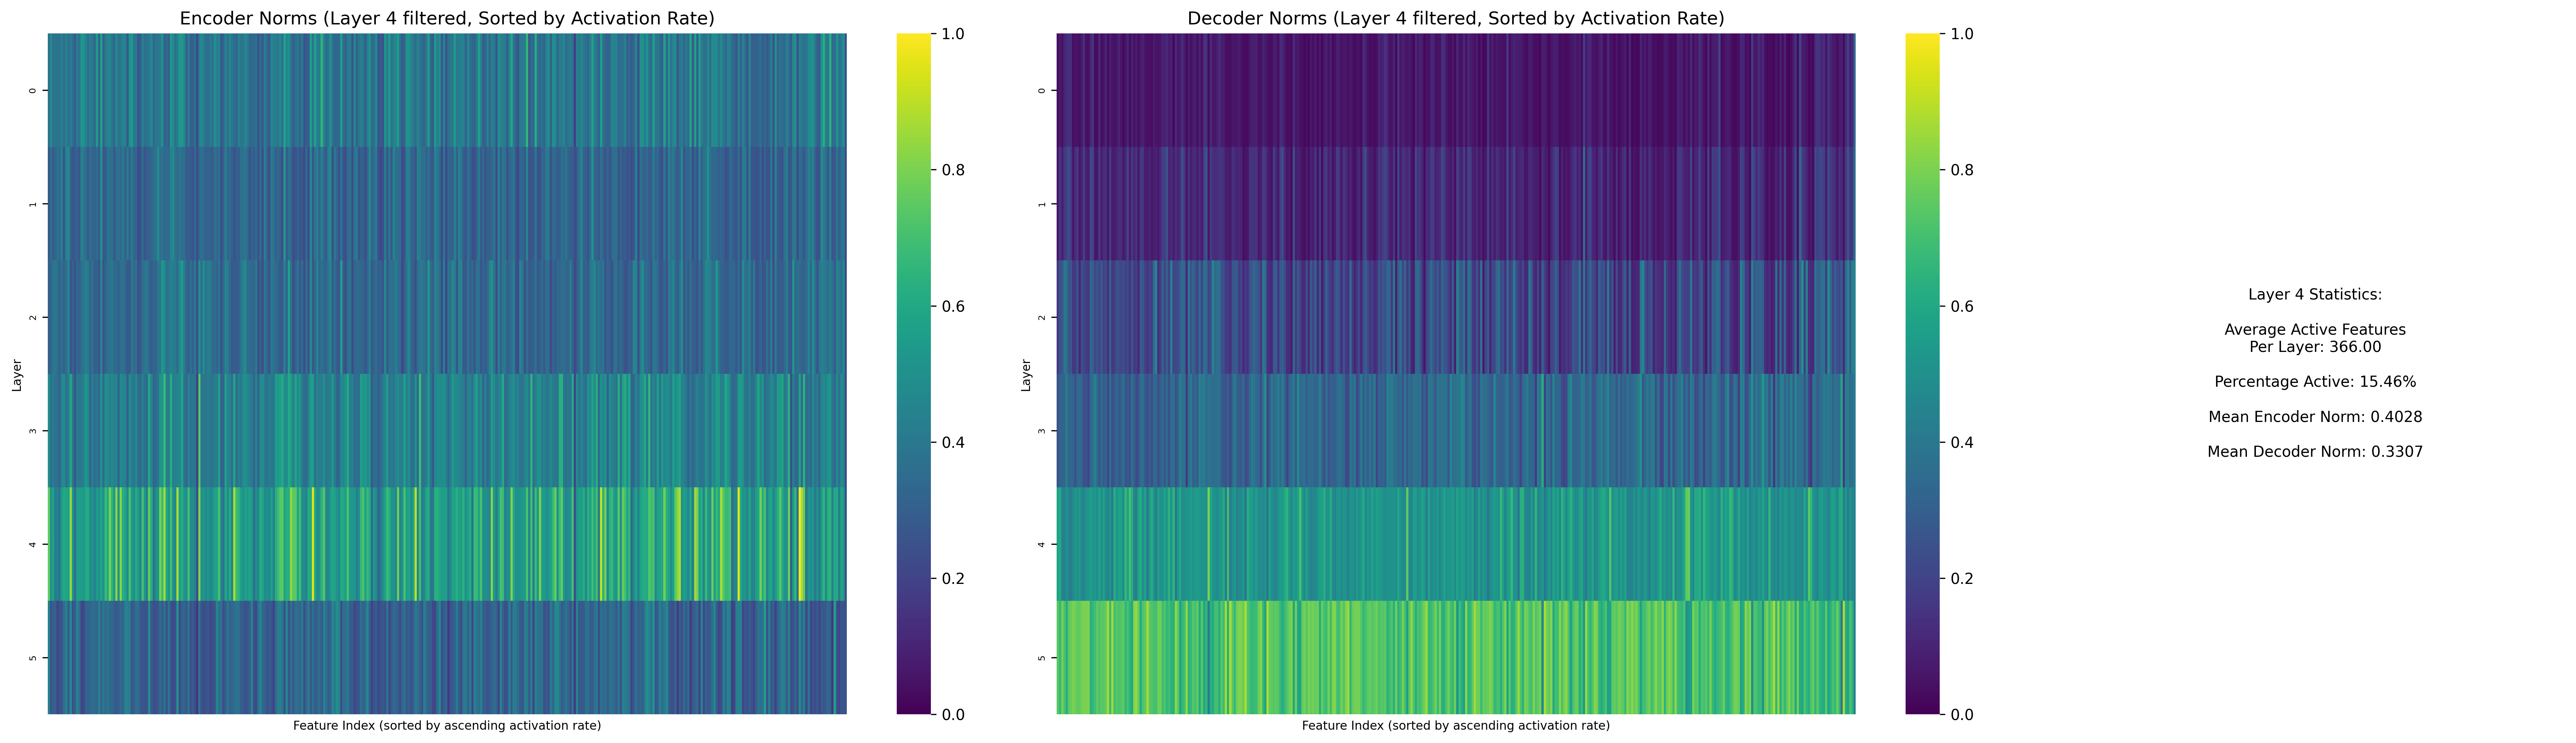 Encoder Norms (Layer 4 filtered, Sorted by Activation Rate)
Layer
0
1
2
3
4
5
Feature Index (sorted by ascending activation rate)
1.0
0.8
0.6
0.4
0.2
0.0
Decoder Norms (Layer 4 filtered, Sorted by Activation Rate)
Layer
0
1
2
3
4
5
Feature Index (sorted by ascending activation rate)
1.0
0.8
0.6
0.4
0.2
0.0
Layer 4 Statistics:
Average Active Features
Per Layer: 366.00
Percentage Active: 15.46%
Mean Encoder Norm: 0.4028
Mean Decoder Norm: 0.3307